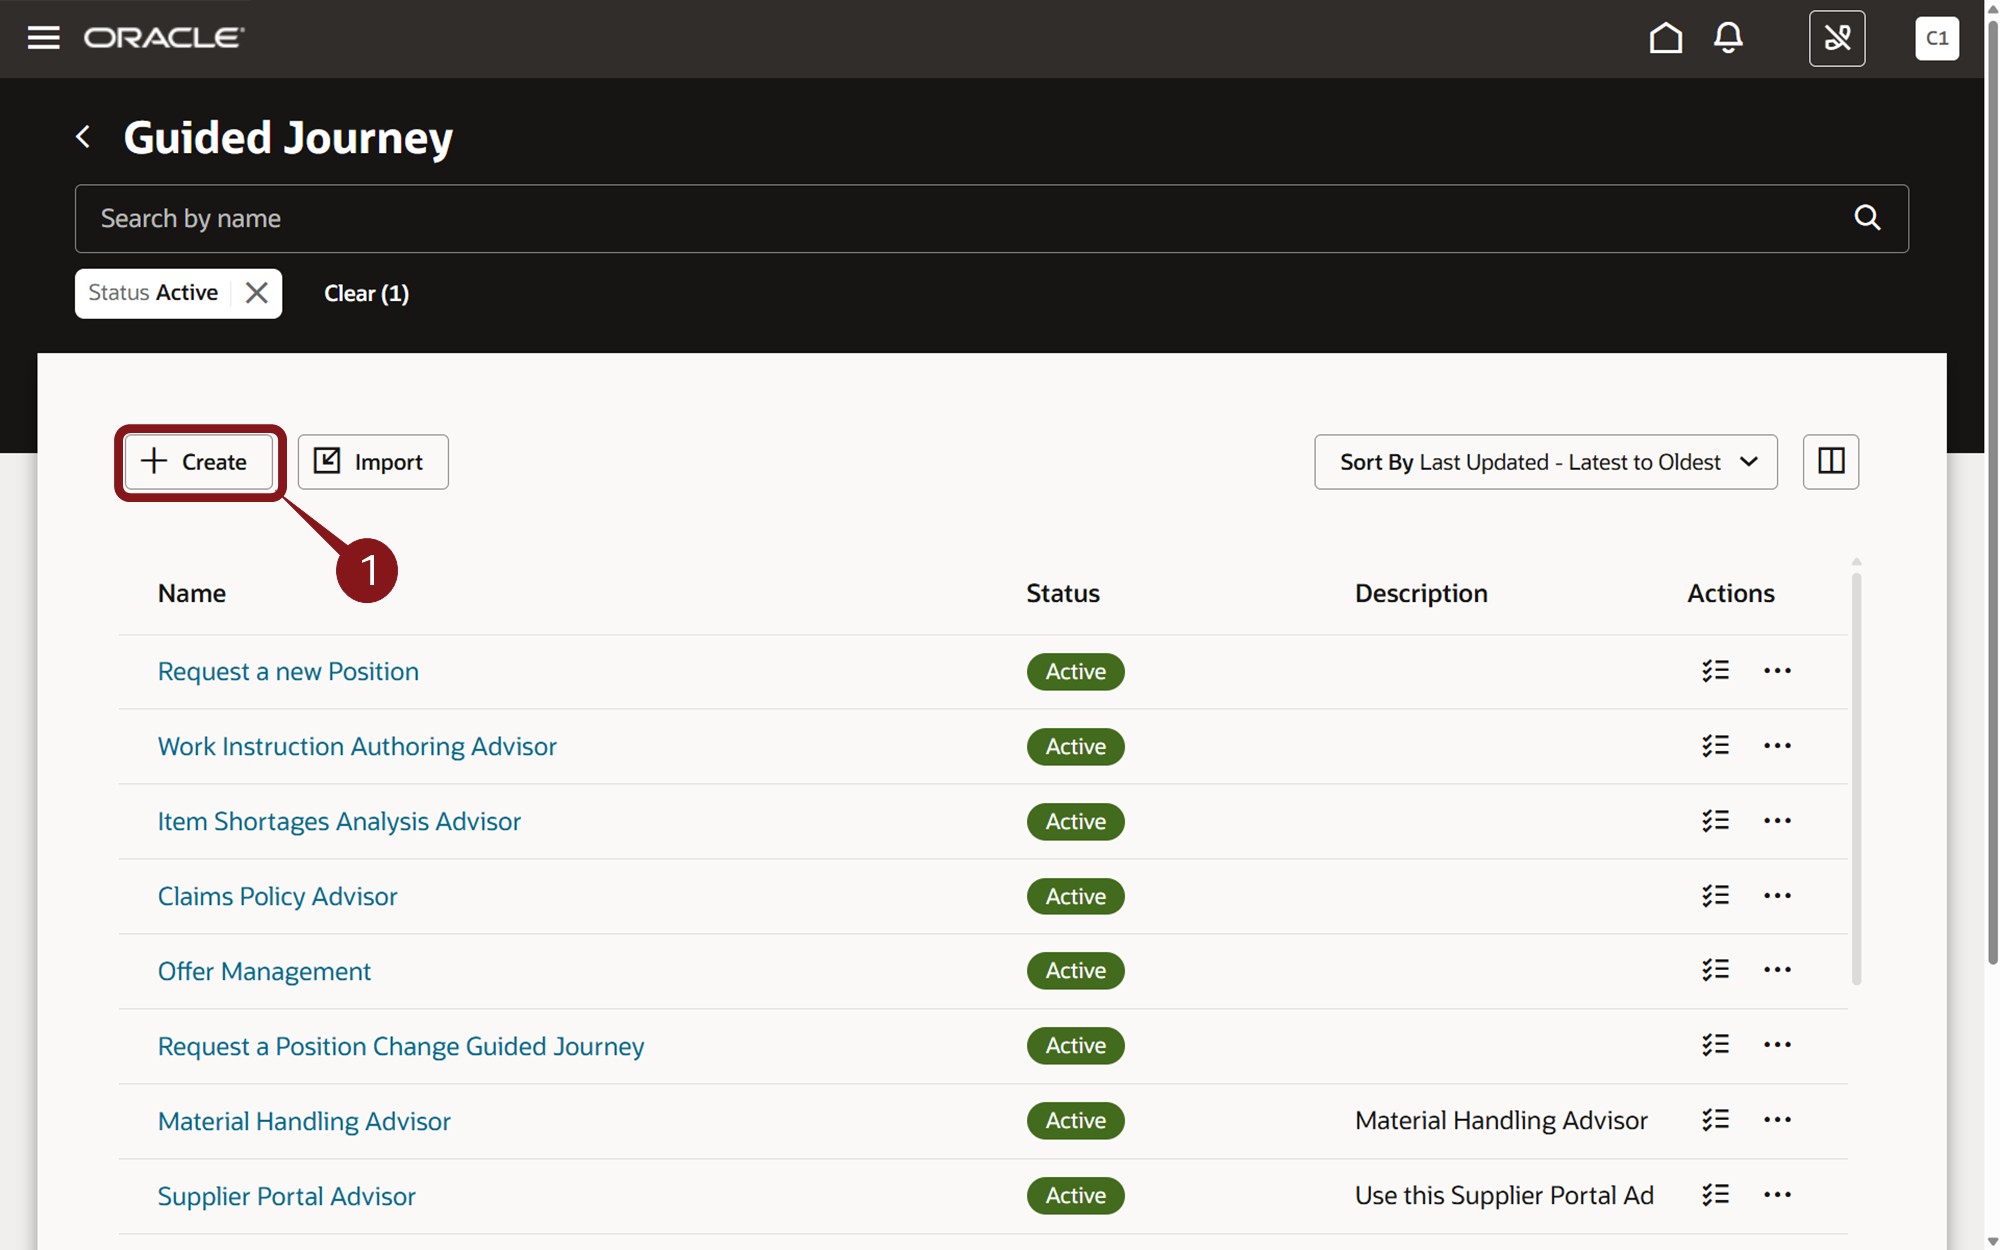 ORACLE
C1
Guided Journey
Search by name
Status Active
Clear (1)
Create
Import
Sort By Last Updated - Latest to Oldest
1
Name Status Description Actions
Request a new Position Active
Work Instruction Authoring Advisor Active
Item Shortages Analysis Advisor Active
Claims Policy Advisor Active
Offer Management Active
Request a Position Change Guided Journey Active
Material Handling Advisor Active Material Handling Advisor
Supplier Portal Advisor Active Use this Supplier Portal Ad